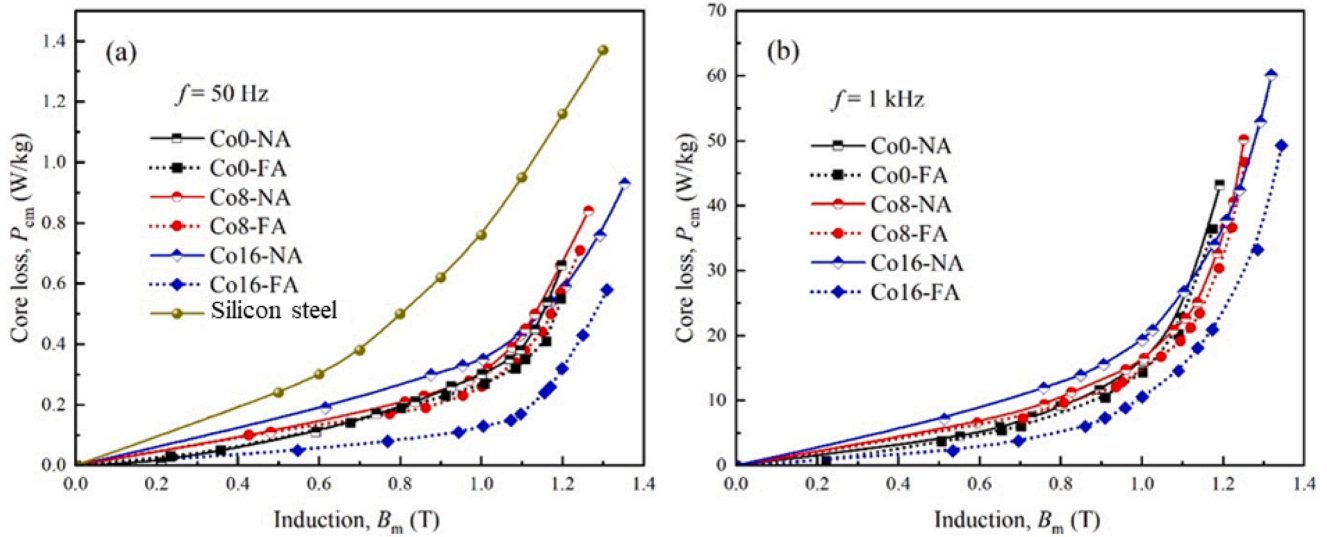 (a)
f = 50 Hz
Co0-NA
Co0-FA
Co8-NA
Co8-FA
Co16-NA
Co16-FA
Silicon steel
Core loss, Pcm (W/kg)
1.4
1.2
1.0
0.8
0.6
0.4
0.2
0.0
0.0 0.2 0.4 0.6 0.8 1.0 1.2 1.4
Induction, Bm (T)
(b)
f = 1 kHz
Co0-NA
Co0-FA
Co8-NA
Co8-FA
Co16-NA
Co16-FA
Core loss, Pcm (W/kg)
70
60
50
40
30
20
10
0
0.0 0.2 0.4 0.6 0.8 1.0 1.2 1.4
Induction, Bm (T)